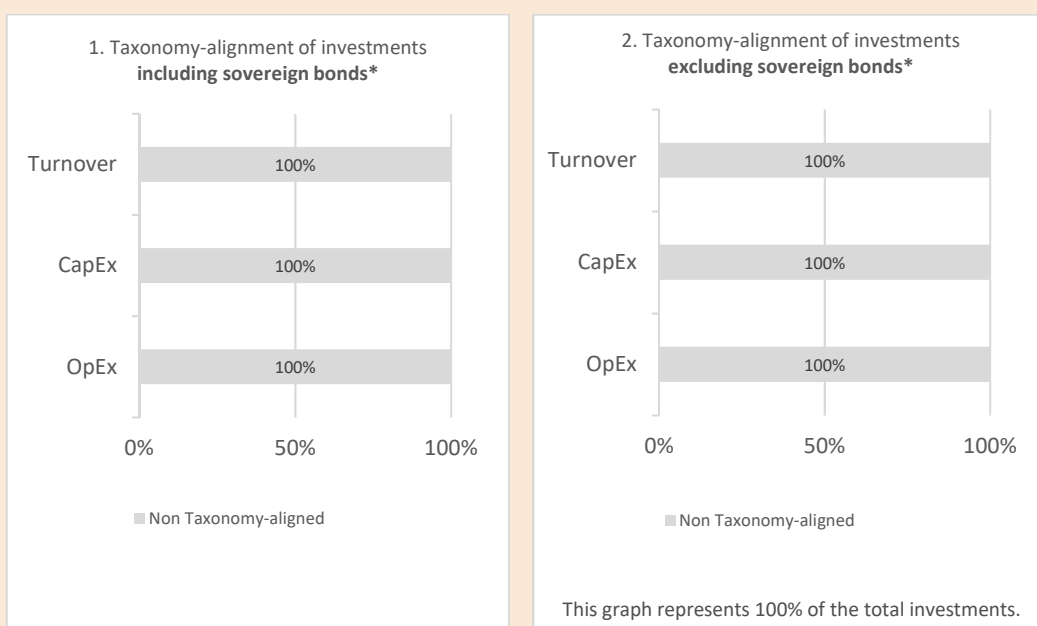 1. Taxonomy-alignment of investments
including sovereign bonds*
Turnover
100%
CapEx
100%
OpEx
100%
0%
50%
100%
Non Taxonomy-aligned
2. Taxonomy-alignment of investments
excluding sovereign bonds*
Turnover
100%
CapEx
100%
OpEx
100%
0%
50%
100%
Non Taxonomy-aligned
This graph represents 100% of the total investments.